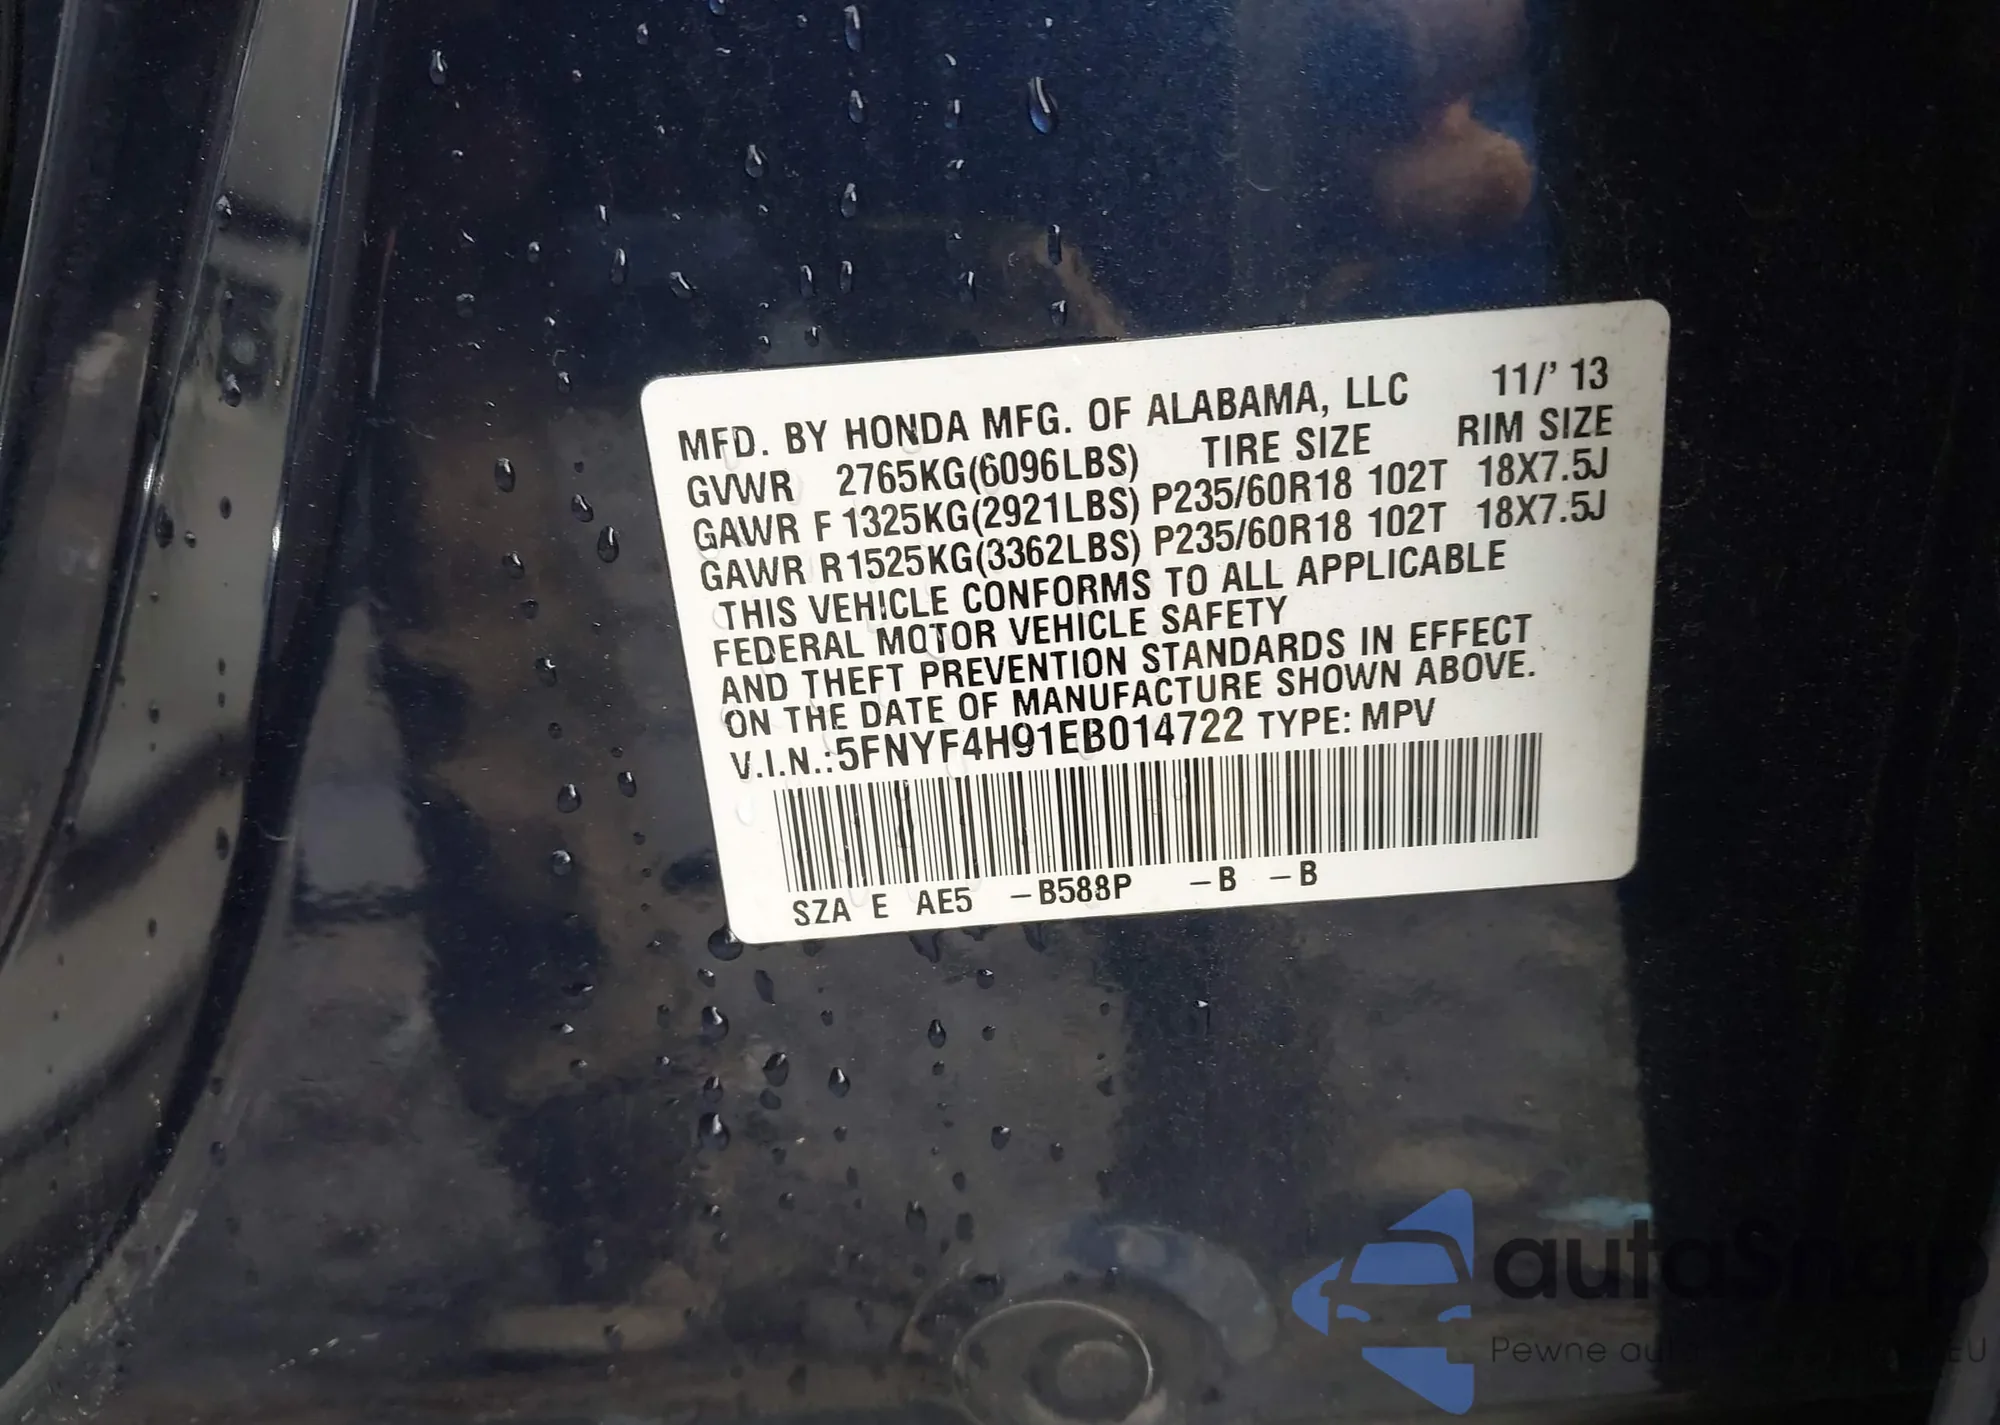 MFD. BY HONDA MFG. OF ALABAMA, LLC 11/' 13
GVWR 2765KG(6096LBS) TIRE SIZE RIM SIZE
GAWR F 1325KG(2921LBS) P235/60R18 102T 18X7.5J
GAWR R1525KG(3362LBS) P235/60R18 102T 18X7.5J
THIS VEHICLE CONFORMS TO ALL APPLICABLE
FEDERAL MOTOR VEHICLE SAFETY
AND THEFT PREVENTION STANDARDS IN EFFECT
ON THE DATE OF MANUFACTURE SHOWN ABOVE.
V.I.N.:5FNYF4H91EB014722 TYPE: MPV
SZA E AE5 -B588P -B -B
autaSnap
Pewne EU